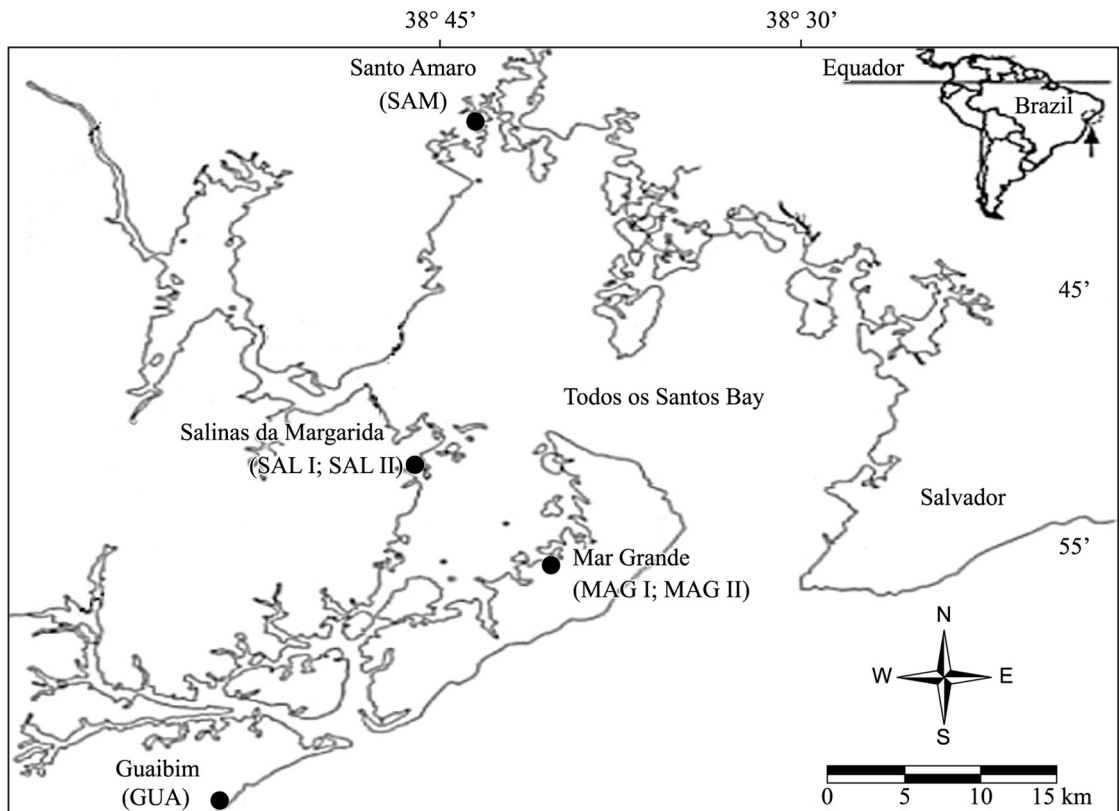 38° 45’
38° 30’
Santo Amaro
(SAM)
Equador
Brazil
45’
Todos os Santos Bay
Salinas da Margarida
(SAL I; SAL II)
Salvador
55’
Mar Grande
(MAG I; MAG II)
N
W
E
S
Guaibim
(GUA)
0
5
10
15 km